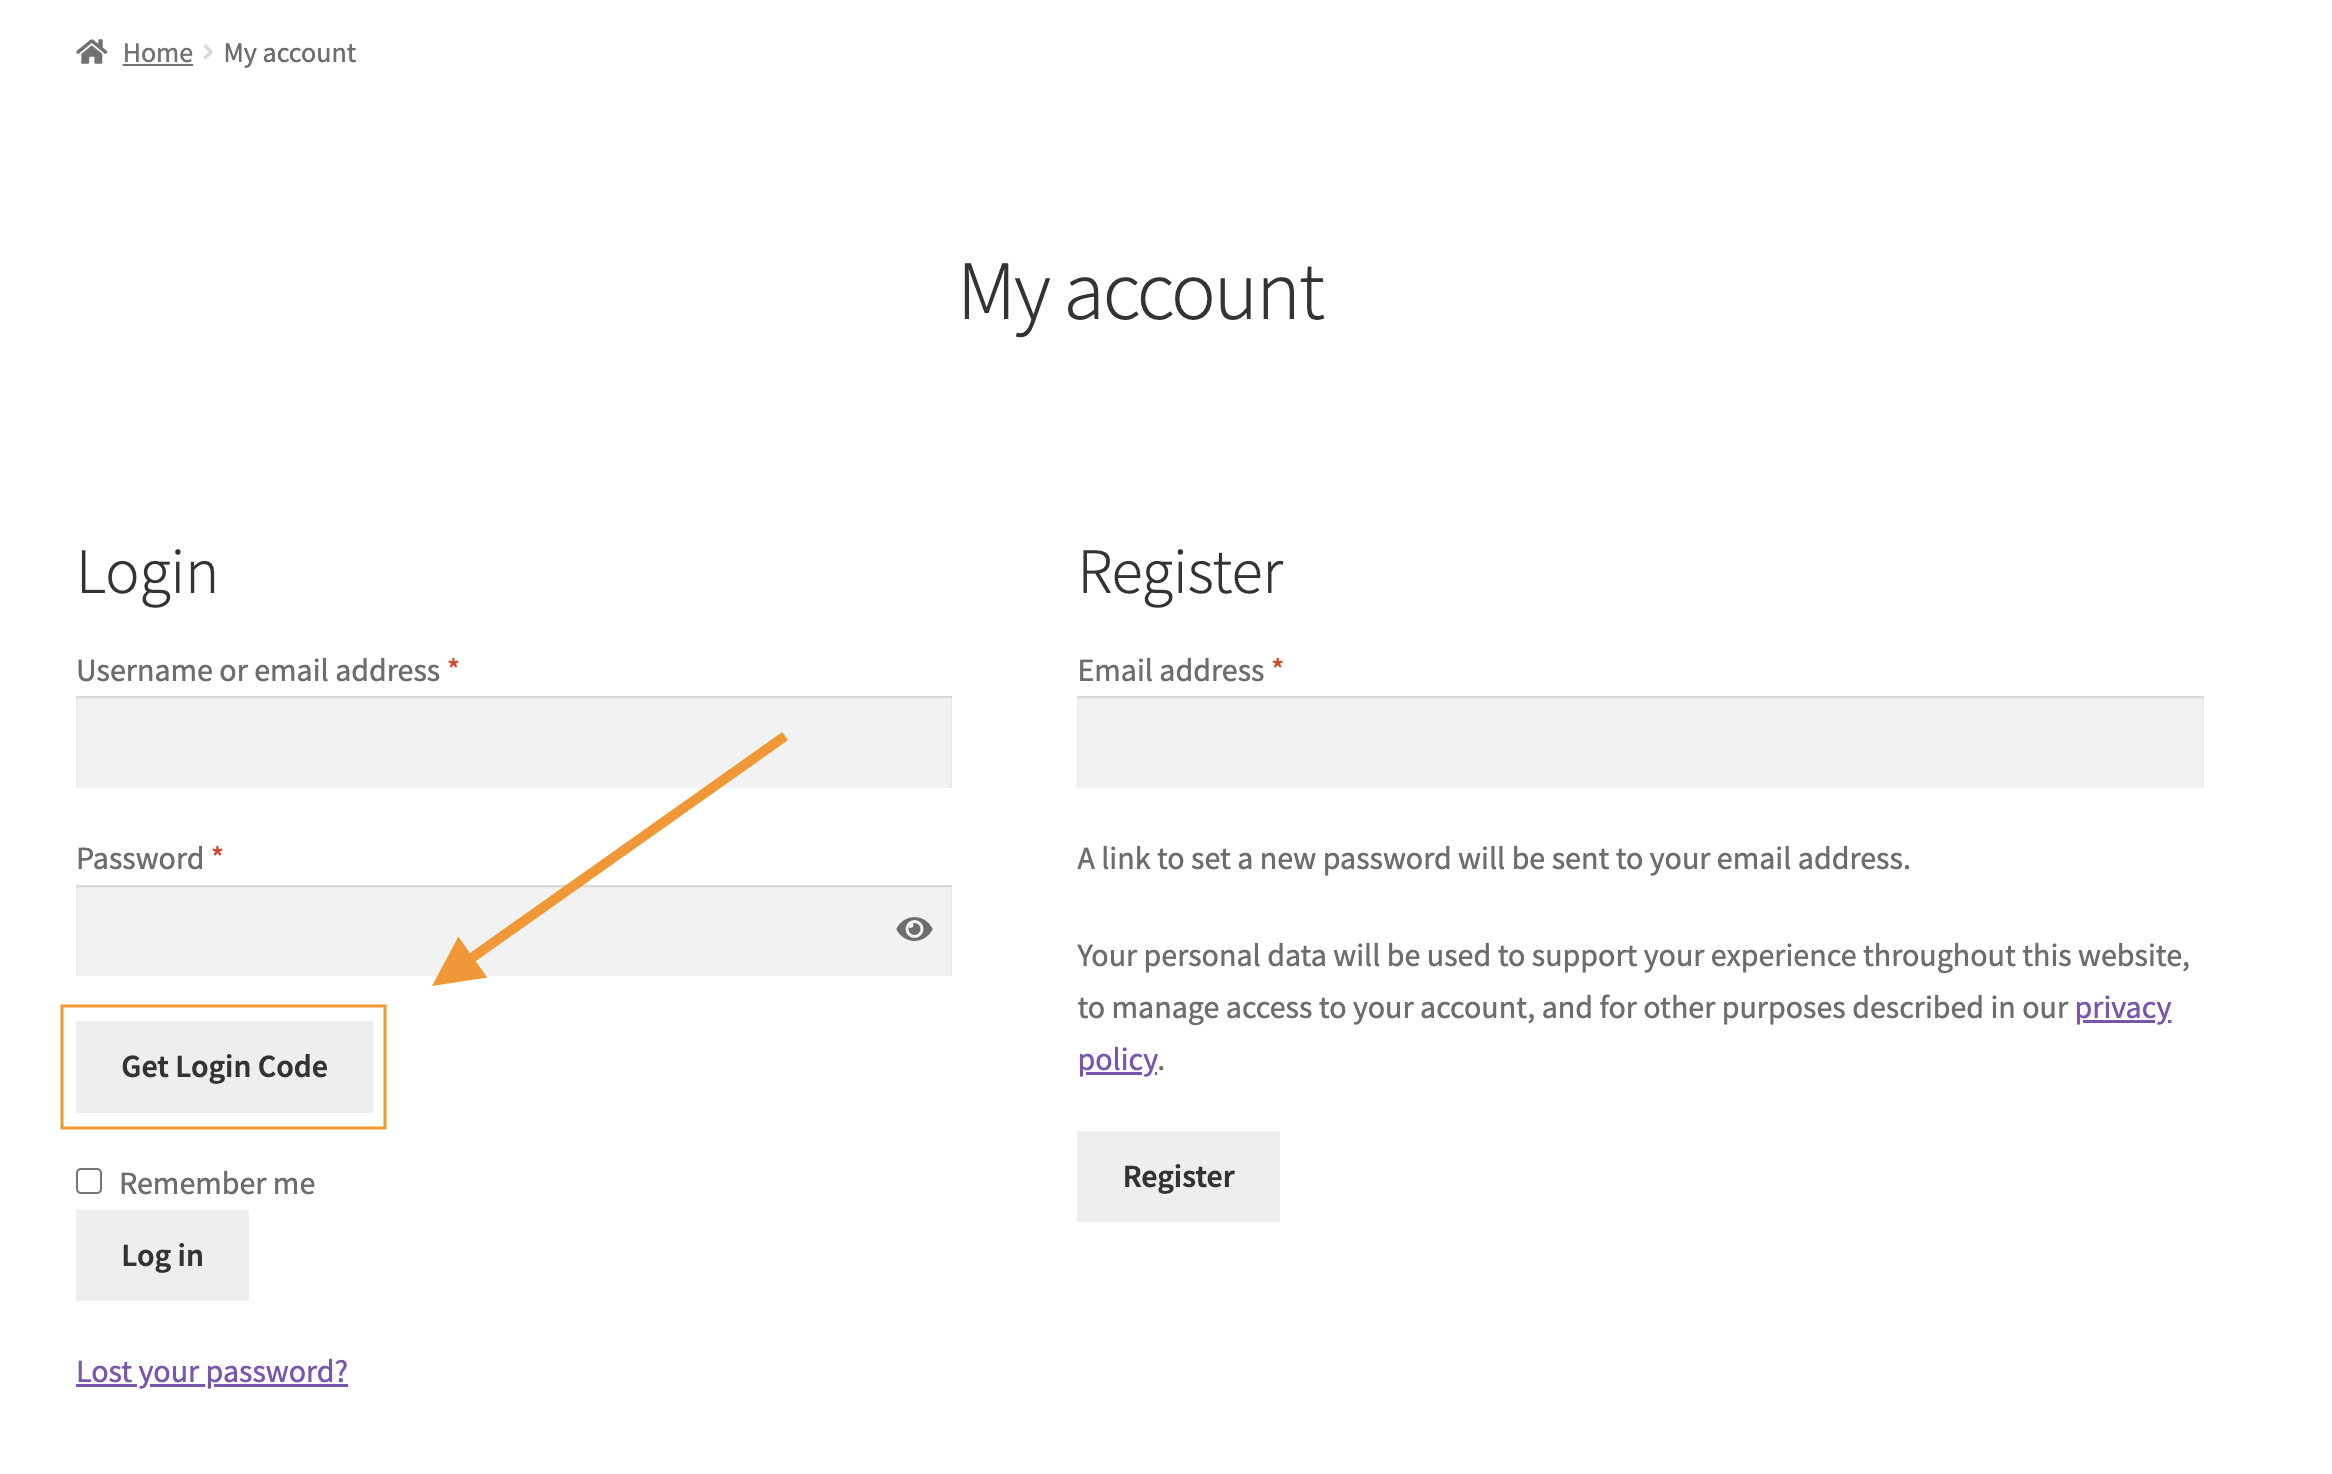 Home My account
My account
Login
Username or email address *
Password *
Get Login Code
Remember me
Log in
Lost your password?
Register
Email address *
A link to set a new password will be sent to your email address.
Your personal data will be used to support your experience throughout this website,
to manage access to your account, and for other purposes described in our privacy
policy.
Register